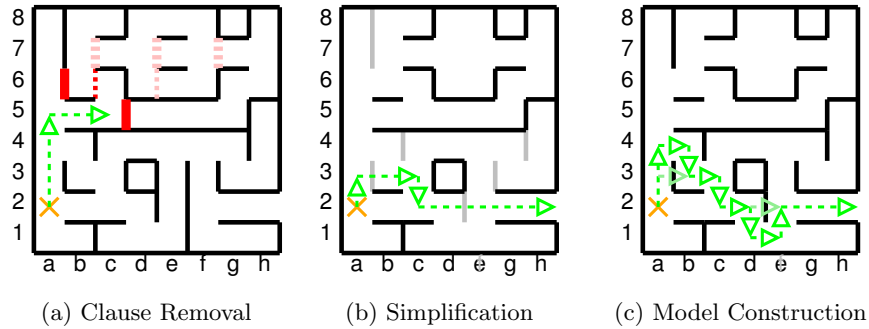 8 8 8
7 7 7
6 6 6
5 5 5
4 4 4
3 3 3
2 2 2
1 1 1
a b c d e f g h a b c d e f g h a b c d e f g h
(a) Clause Removal (b) Simplification (c) Model Construction